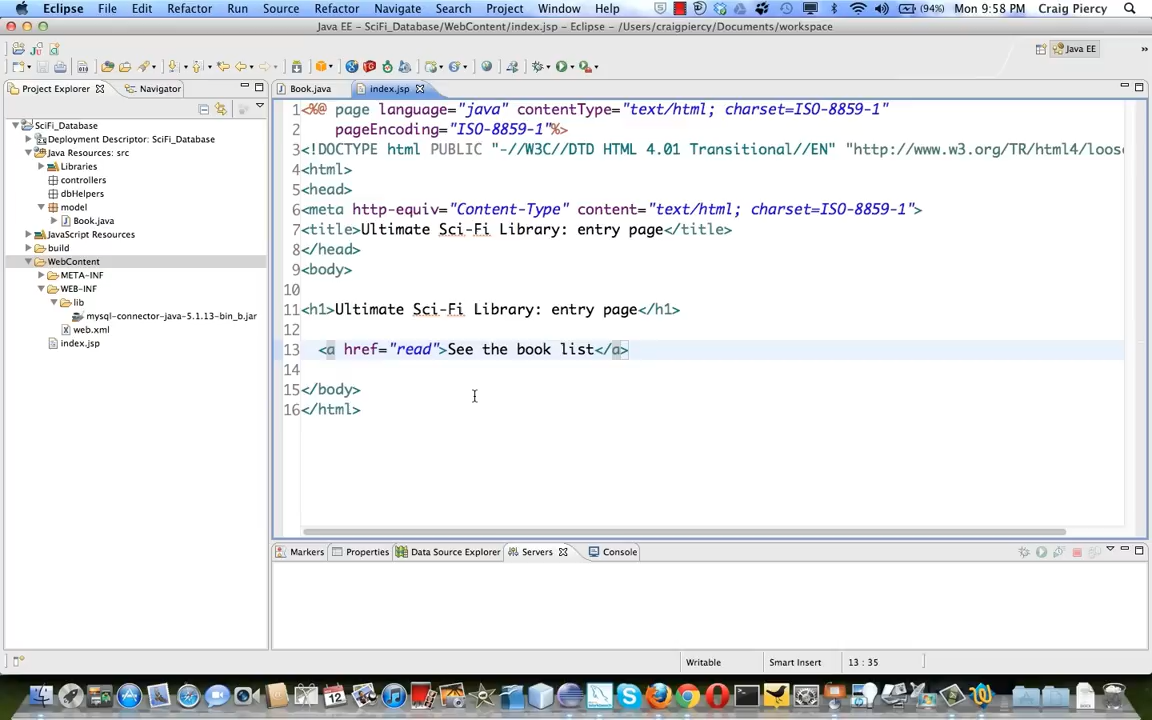 Eclipse File Edit Refactor Navigate Search Project Run Source Refactor Navigate Search Project Window Help (94%) Mon 9:58 PM Craig Piercy
Java EE – SciFi_Database/WebContent/index.jsp – Eclipse – /Users/craigpiercy/Documents/workspace
Java EE
Project Explorer
Navigator
Book.java
index.jsp
SciFi_Database
Deployment Descriptor: SciFi_Database
Java Resources: src
Libraries
controllers
dbHelpers
model
Book.java
JavaScript Resources
build
WebContent
META-INF
WEB-INF
lib
mysql-connector-java-5.1.13-bin_b.jar
web.xml
index.jsp
1<%@ page language="java" contentType="text/html; charset=ISO-8859-1"
2 pageEncoding="ISO-8859-1"%>
3<!DOCTYPE html PUBLIC "-//W3C//DTD HTML 4.01 Transitional//EN" "http://www.w3.org/TR/html4/loos
4<html>
5<head>
6<meta http-equiv="Content-Type" content="text/html; charset=ISO-8859-1">
7<title>Ultimate Sci-Fi Library: entry page</title>
8</head>
9<body>
10
11<h1>Ultimate Sci-Fi Library: entry page</h1>
12
13 <a href="read">See the book list</a>
14
15</body>
16</html>
Markers
Properties
Data Source Explorer
Servers
Console
Writable
Smart Insert
13 : 35